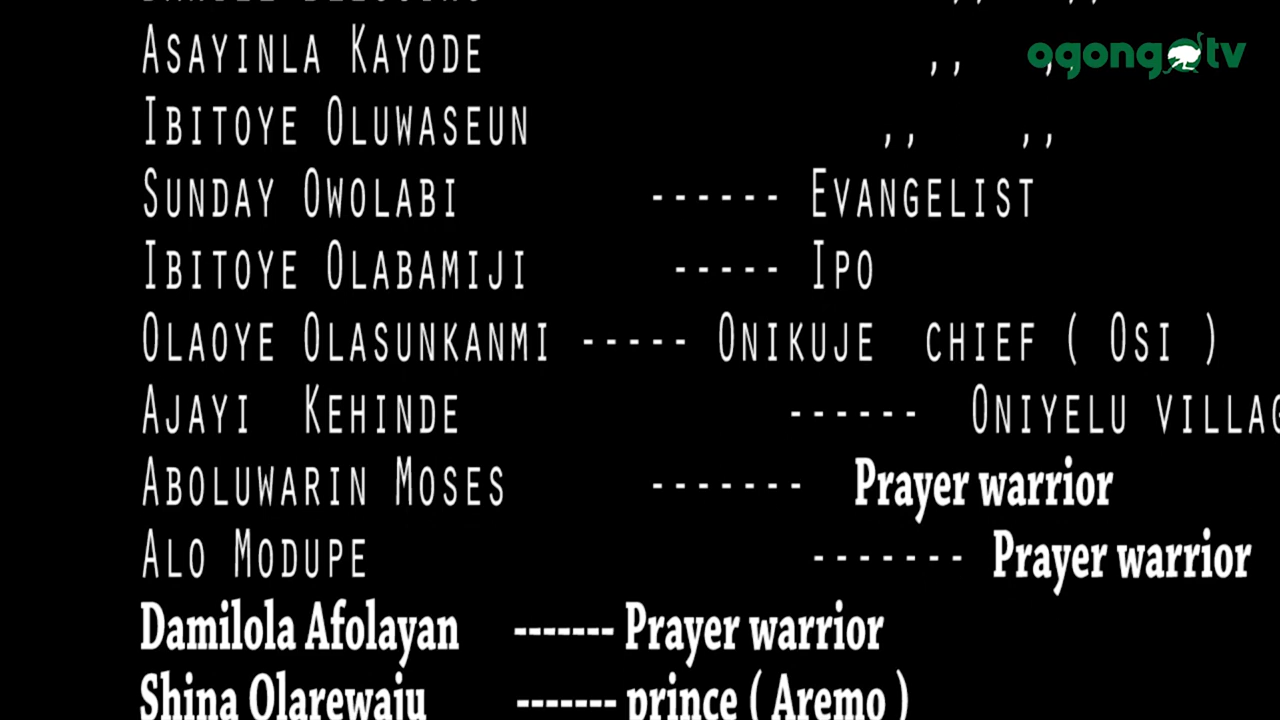 ogongotv
ASAYINLA KAYODE ,, ,,
IBITOYE OLUWASEUN ,, ,,
SUNDAY OWOLABI ------ EVANGELIST
IBITOYE OLABAMIJI ----- IPO
OLAOYE OLASUNKANMI ----- ONIKUJE CHIEF ( OSI )
AJAYI KEHINDE ------ ONIYELU VILLAG
ABOLUWARIN MOSES ------- Prayer warrior
ALO MODUPE ------- Prayer warrior
Damilola Afolayan ------- Prayer warrior
Shina Olarewaju ------- prince ( Aremo )